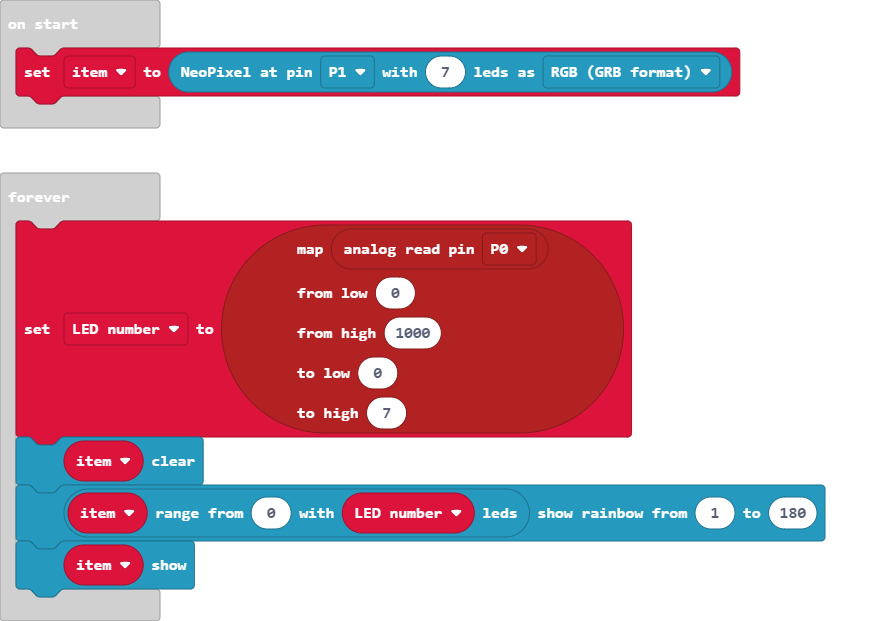 on start
set item to NeoPixel at pin P1 with 7 leds as RGB (GRB format)
forever
map analog read pin P0
from low 0
from high 1000
set LED number to
to low 0
to high 7
item clear
item range from 0 with LED number leds show rainbow from 1 to 180
item show